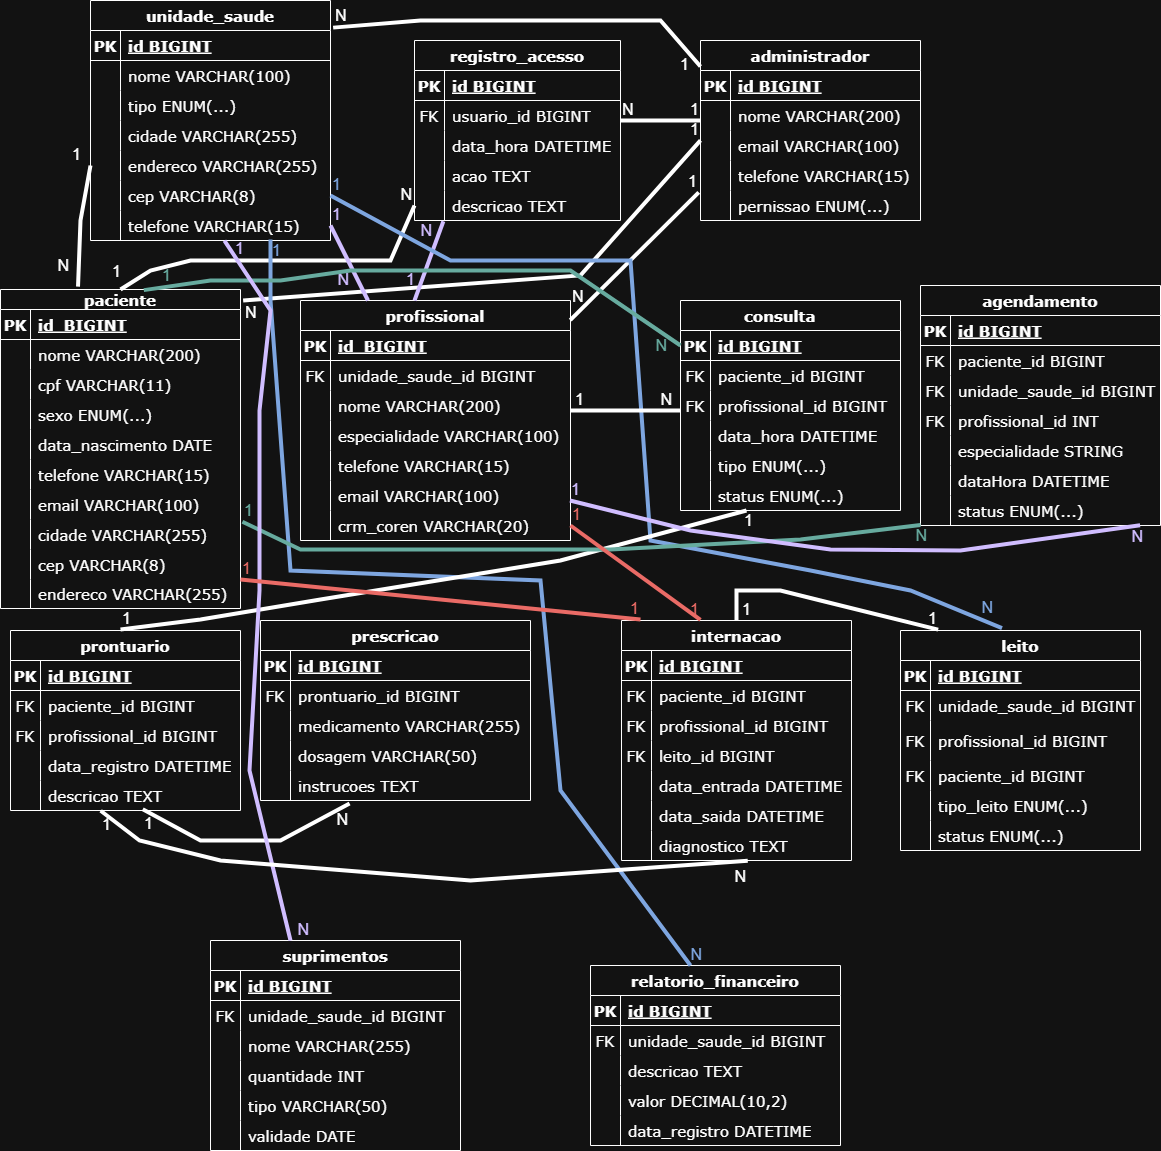 unidade_saude
PK id BIGINT
nome VARCHAR(100)
tipo ENUM(...)
cidade VARCHAR(255)
endereco VARCHAR(255)
cep VARCHAR(8)
telefone VARCHAR(15)
registro_acesso
PK id BIGINT
FK usuario_id BIGINT
data_hora DATETIME
acao TEXT
descricao TEXT
administrador
PK id BIGINT
nome VARCHAR(200)
email VARCHAR(100)
telefone VARCHAR(15)
pernissao ENUM(...)
N
1
N
1
1
1
1
N
N
1
1
N
1
1
1
1
N
1
N
N
paciente
PK id_BIGINT
nome VARCHAR(200)
cpf VARCHAR(11)
sexo ENUM(...)
data_nascimento DATE
telefone VARCHAR(15)
email VARCHAR(100)
cidade VARCHAR(255)
cep VARCHAR(8)
endereco VARCHAR(255)
profissional
PK id_BIGINT
FK unidade_saude_id BIGINT
nome VARCHAR(200)
especialidade VARCHAR(100)
telefone VARCHAR(15)
email VARCHAR(100)
crm_coren VARCHAR(20)
consulta
PK id BIGINT
FK paciente_id BIGINT
FK profissional_id BIGINT
data_hora DATETIME
tipo ENUM(...)
status ENUM(...)
agendamento
PK id BIGINT
FK paciente_id BIGINT
FK unidade_saude_id BIGINT
FK profissional_id INT
especialidade STRING
dataHora DATETIME
status ENUM(...)
N
1
N
1
1
1
1
1
N
N
1
1
1
1
1
N
prontuario
PK id BIGINT
FK paciente_id BIGINT
FK profissional_id BIGINT
data_registro DATETIME
descricao TEXT
prescricao
PK id BIGINT
FK prontuario_id BIGINT
medicamento VARCHAR(255)
dosagem VARCHAR(50)
instrucoes TEXT
internacao
PK id BIGINT
FK paciente_id BIGINT
FK profissional_id BIGINT
FK leito_id BIGINT
data_entrada DATETIME
data_saida DATETIME
diagnostico TEXT
leito
PK id BIGINT
FK unidade_saude_id BIGINT
FK profissional_id BIGINT
FK paciente_id BIGINT
tipo_leito ENUM(...)
status ENUM(...)
1
1
N
N
N
N
suprimentos
PK id BIGINT
FK unidade_saude_id BIGINT
nome VARCHAR(255)
quantidade INT
tipo VARCHAR(50)
validade DATE
relatorio_financeiro
PK id BIGINT
FK unidade_saude_id BIGINT
descricao TEXT
valor DECIMAL(10,2)
data_registro DATETIME